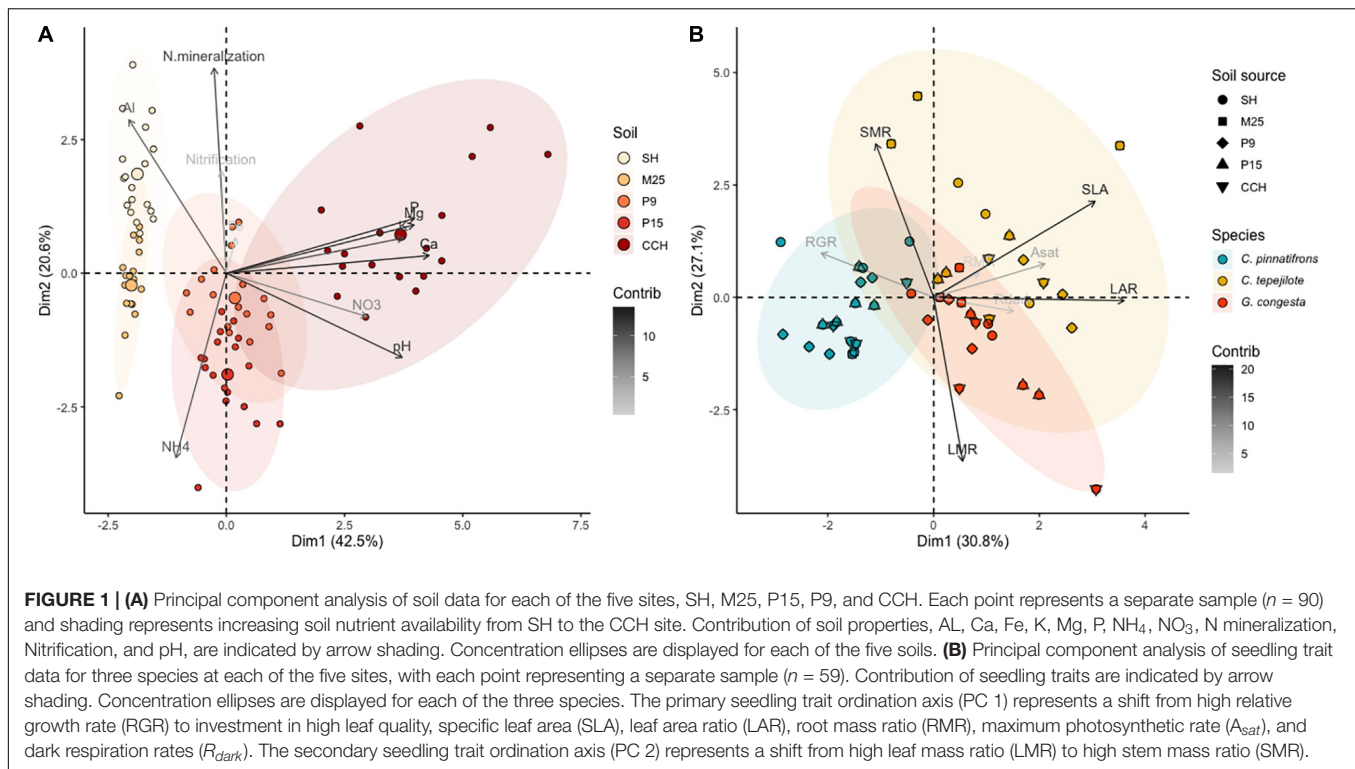 A
N.mineralization
Al
Nitrification
P
Mg
Ca
NO3
pH
NH4
2.5
0.0
-2.5
Dim2 (20.6%)
-2.5
0.0
2.5
5.0
7.5
Dim1 (42.5%)
Soil
SH
M25
P9
P15
CCH
Contrib
10
5
B
SMR
SLA
RGR
Asat
LAR
LMR
5.0
2.5
0.0
-2.5
Dim2 (27.1%)
-2
0
2
4
Dim1 (30.8%)
Soil source
SH
M25
P9
P15
CCH
Species
C. pinnatifrons
C. tepejilote
G. congesta
Contrib
20
15
10
5
FIGURE 1 | (A) Principal component analysis of soil data for each of the five sites, SH, M25, P15, P9, and CCH. Each point represents a separate sample (n = 90)
and shading represents increasing soil nutrient availability from SH to the CCH site. Contribution of soil properties, AL, Ca, Fe, K, Mg, P, NH4, NO3, N mineralization,
Nitrification, and pH, are indicated by arrow shading. Concentration ellipses are displayed for each of the five soils. (B) Principal component analysis of seedling trait
data for three species at each of the five sites, with each point representing a separate sample (n = 59). Contribution of seedling traits are indicated by arrow
shading. Concentration ellipses are displayed for each of the three species. The primary seedling trait ordination axis (PC 1) represents a shift from high relative
growth rate (RGR) to investment in high leaf quality, specific leaf area (SLA), leaf area ratio (LAR), root mass ratio (RMR), maximum photosynthetic rate (Asat), and
dark respiration rates (Rdark). The secondary seedling trait ordination axis (PC 2) represents a shift from high leaf mass ratio (LMR) to high stem mass ratio (SMR).